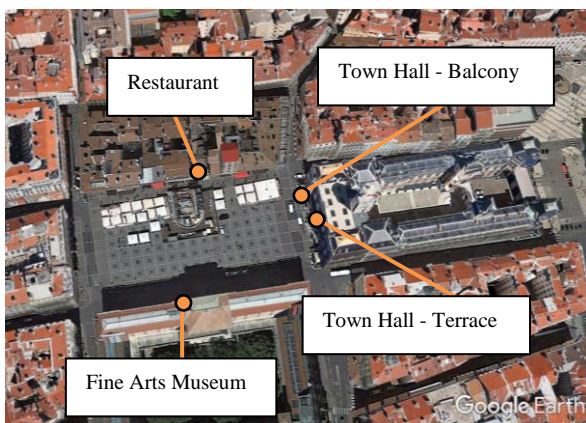 Restaurant
Town Hall - Balcony
Town Hall - Terrace
Fine Arts Museum
Google Earth